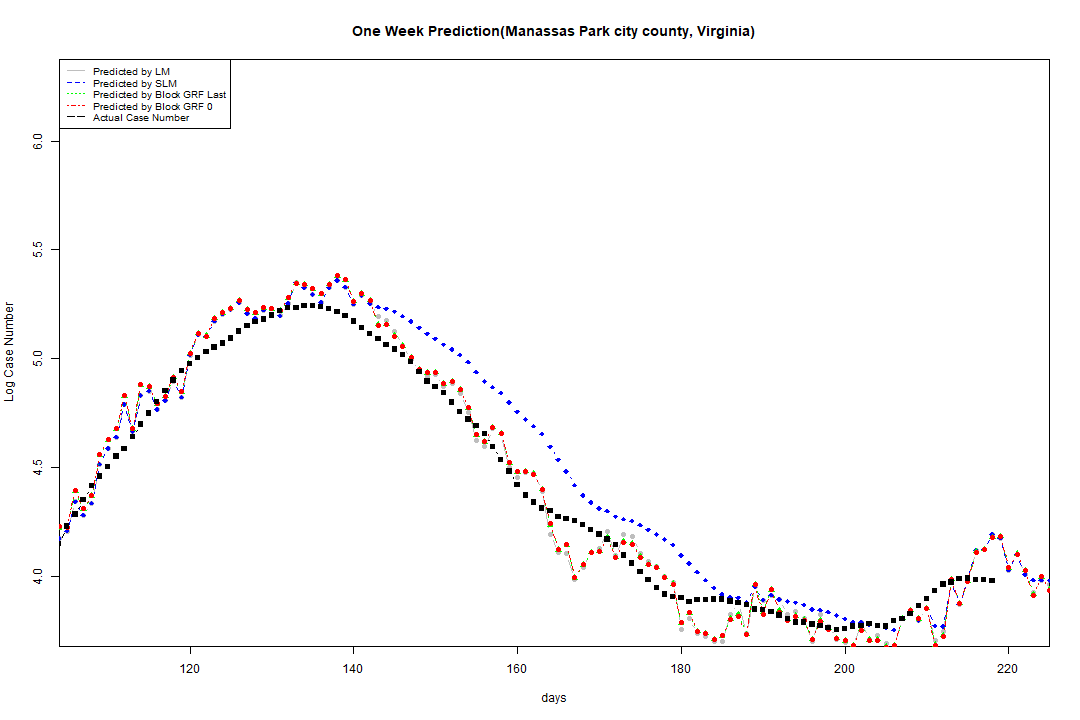 One Week Prediction(Manassas Park city county, Virginia)
Predicted by LM
Predicted by SLM
Predicted by Block GRF Last
Predicted by Block GRF 0
Actual Case Number
Log Case Number
6.0
5.5
5.0
4.5
4.0
120 140 160 180 200 220
days